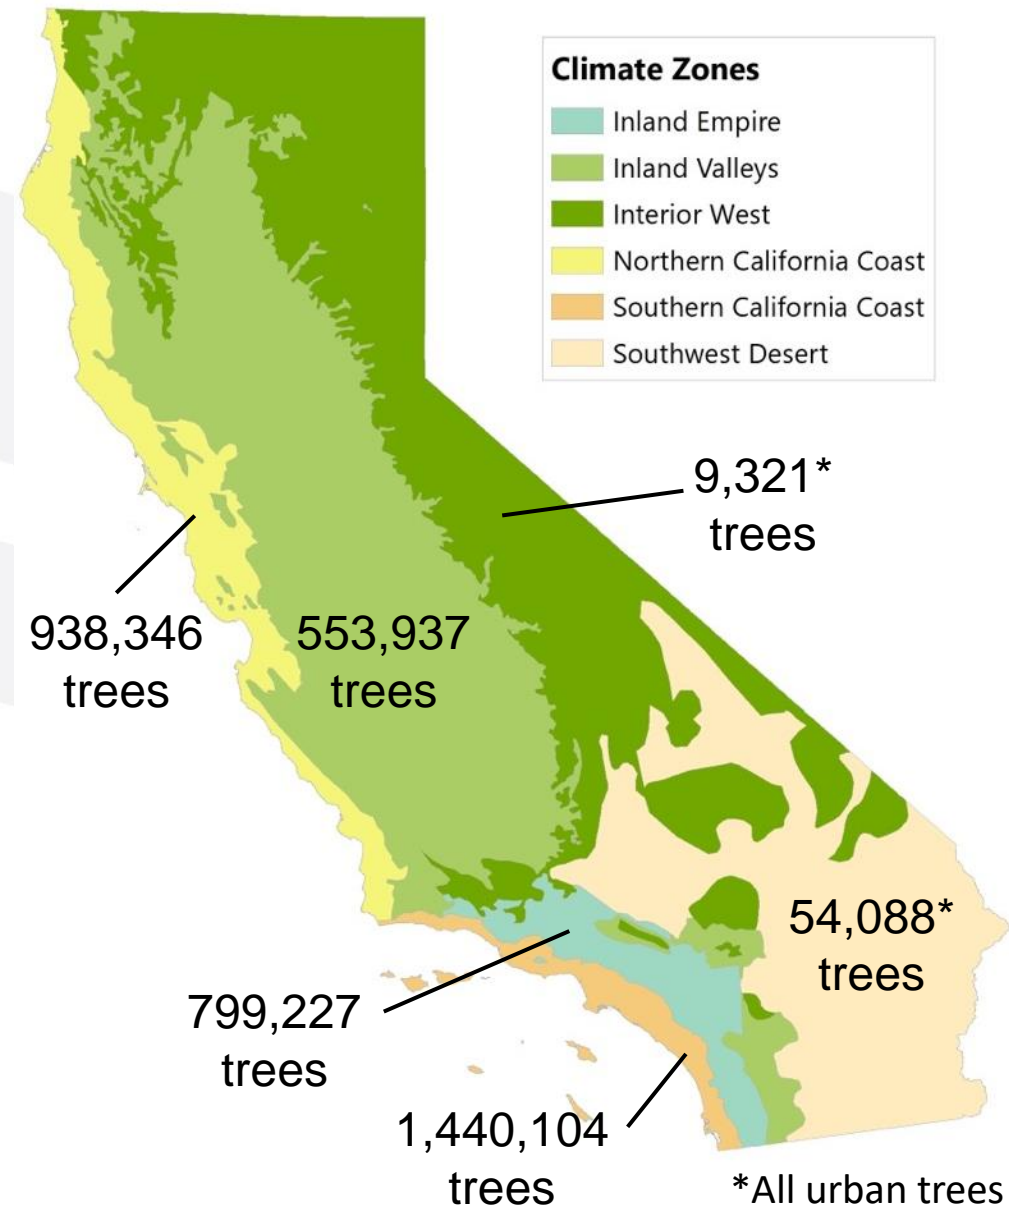 Climate Zones
Inland Empire
Inland Valleys
Interior West
Northern California Coast
Southern California Coast
Southwest Desert
9,321*
trees
938,346
trees
553,937
trees
54,088*
trees
799,227
trees
1,440,104
trees
*All urban trees